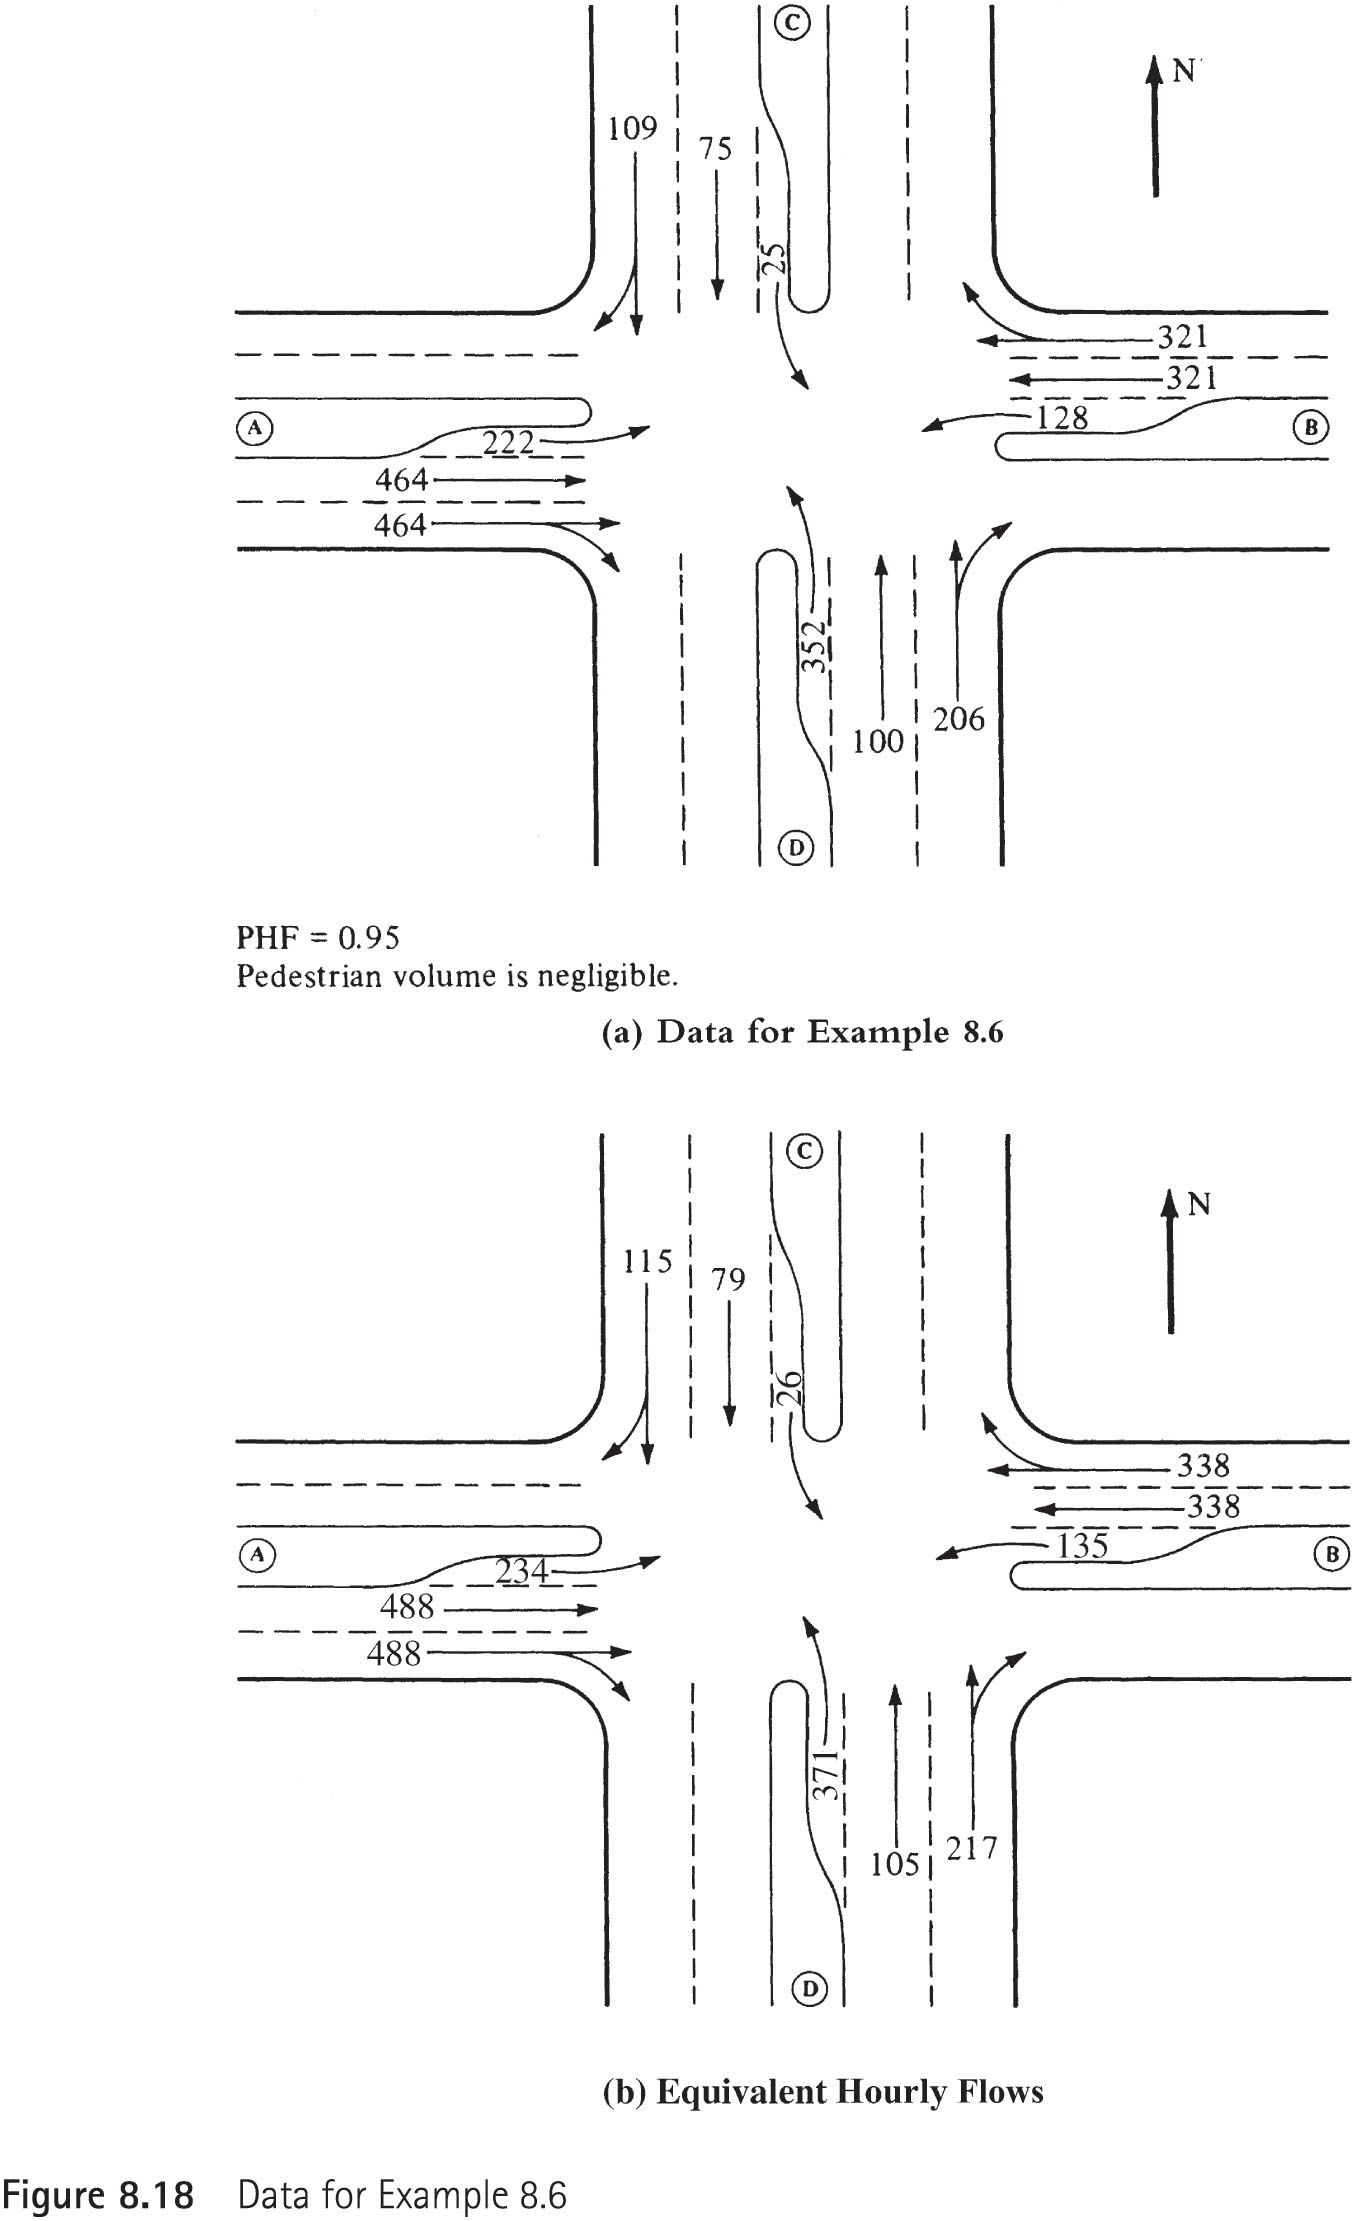 C
N
109
75
25
321
321
A
222
128
B
464
464
352
206
100
D
PHF = 0.95
Pedestrian volume is negligible.
(a) Data for Example 8.6
C
N
115
79
26
338
338
135
A
234
B
488
488
371
217
105
D
(b) Equivalent Hourly Flows
Figure 8.18 Data for Example 8.6